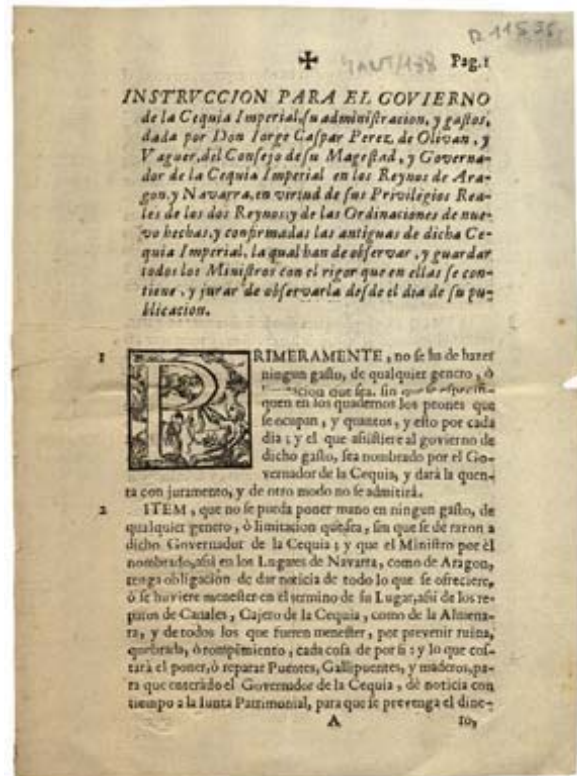 D 11536
4 ANT/188
✠ Pag.1
INSTRVCCION PARA EL GOVIERNO
de la Cequia Imperial, ſu adminiſtracion, y gaſtos,
dada por Don Iorge Caſpar Perez, de Olivan, y
Vaguer, del Conſejo de ſu Mageſtad, y Governa-
dor de la Cequia Imperial en los Reynos de Ara-
gon, y Navarra, en virtud de ſus Privilegios Rea-
les de los dos Reynos; y de las Ordinaciones de nue-
vo hechas, y confirmadas las antiguas de dicha Ce-
quia Imperial, la qual han de obſervar, y guardar
todos los Miniſtros con el rigor que en ellas ſe con-
tiene, y jurar de obſervarla deſde el dia de ſu pu-
blicacion.
1 PRIMERAMENTE, no ſe ha de hazer
ningun gaſto, de qualquier genero, ò
limitacion que ſea, ſin que ſe eſpecifi-
quen en los quadernos los peones que
ſe ocupan, y quantos, y eſto por cada
dia; y el que aſsiſtiere al govierno de
dicho gaſto, ſea nombrado por el Go-
vernador de la Cequia, y darà la quen-
ta con juramento, y de otro modo no ſe admitirà.
2 ITEM, que no ſe pueda poner mano en ningun gaſto, de
qualquier genero, ò limitacion que ſea, ſin que ſe dè raron a
dicho Governador de la Cequia; y que el Miniſtro por èl
nombrado, aſsi en los Lugares de Navarra, como de Aragon,
tenga obligacion de dar noticia de todo lo que ſe ofreciere,
ò ſe huviere meneſter en el termino de ſu Lugar, aſsi de los re-
paros de Canales, Cajero de la Cequia, como de la Almena-
ra, y de todos los que fueren meneſter, por prevenir ruina,
quebrada, ò rompimiento, cada coſa de por ſi: y lo que coſ-
tarà el poner, ò reparar Puentes, Gallipuentes, y maderos, pa-
ra que enterado el Governador de la Cequia, dè noticia con
tiempo a la Iunta Patrimonial, para que ſe prevenga el dine-
A ro,